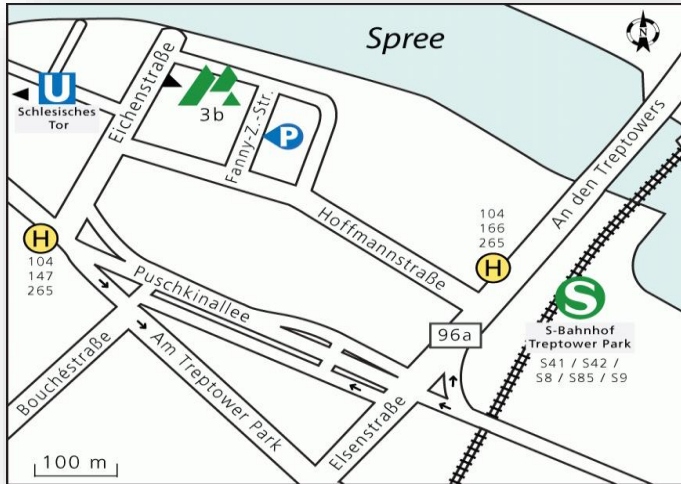 Spree
N
U
Schlesisches
Tor
Eichenstraße
3b
Fanny-Z.-Str.
P
An den Treptowers
Hoffmannstraße
104
166
265
H
H
104
147
265
Puschkinallee
S
S-Bahnhof
Treptower Park
S41 / S42 /
S8 / S85 / S9
96a
Bouchéstraße
Am Treptower Park
Elsenstraße
100 m